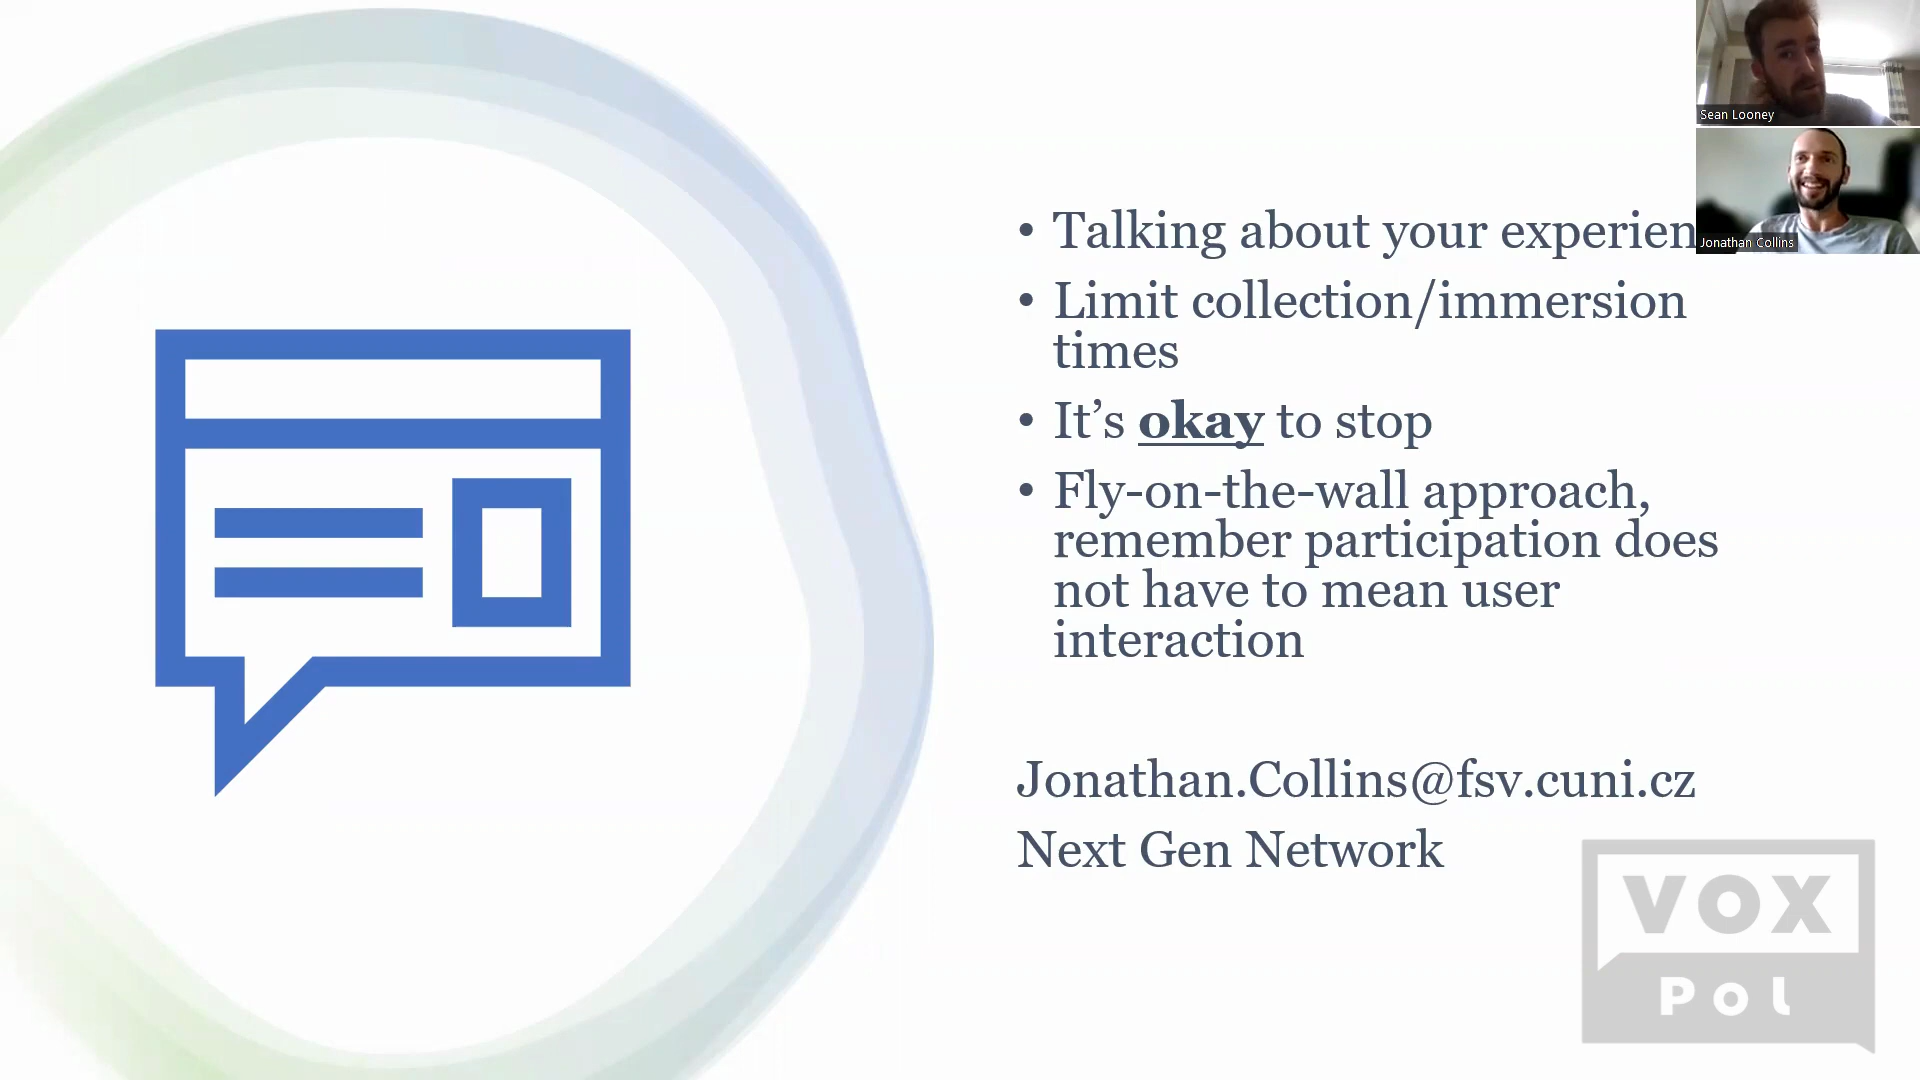 Sean Looney
Jonathan Collins
• Talking about your experien
• Limit collection/immersion
times
• It’s okay to stop
• Fly-on-the-wall approach,
remember participation does
not have to mean user
interaction
Jonathan.Collins@fsv.cuni.cz
Next Gen Network
VOX
Pol